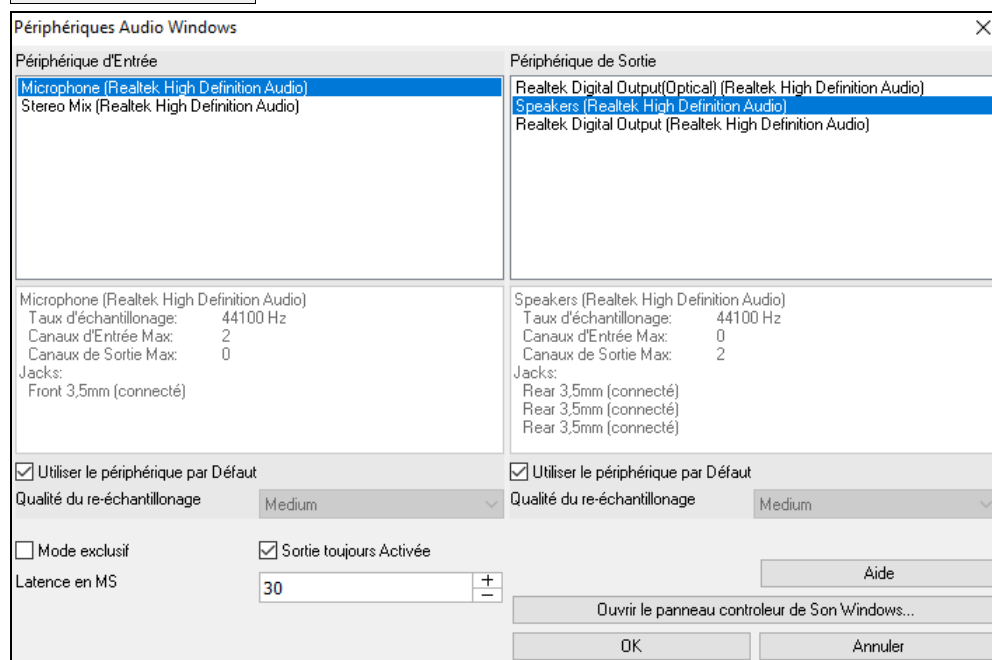 Périphériques Audio Windows
Périphérique d'Entrée
Microphone (Realtek High Definition Audio)
Stereo Mix (Realtek High Definition Audio)
Périphérique de Sortie
Realtek Digital Output(Optical) (Realtek High Definition Audio)
Speakers (Realtek High Definition Audio)
Realtek Digital Output (Realtek High Definition Audio)
Microphone (Realtek High Definition Audio)
Taux d'échantillonage: 44100 Hz
Canaux d'Entrée Max: 2
Canaux de Sortie Max: 0
Jacks:
Front 3,5mm (connecté)
Speakers (Realtek High Definition Audio)
Taux d'échantillonage: 44100 Hz
Canaux d'Entrée Max: 0
Canaux de Sortie Max: 2
Jacks:
Rear 3,5mm (connecté)
Rear 3,5mm (connecté)
Rear 3,5mm (connecté)
Utiliser le périphérique par Défaut
Qualité du re-échantillonage Medium
Utiliser le périphérique par Défaut
Qualité du re-échantillonage Medium
Mode exclusif
Sortie toujours Activée
Latence en MS 30
Aide
Ouvrir le panneau controleur de Son Windows...
OK
Annuler